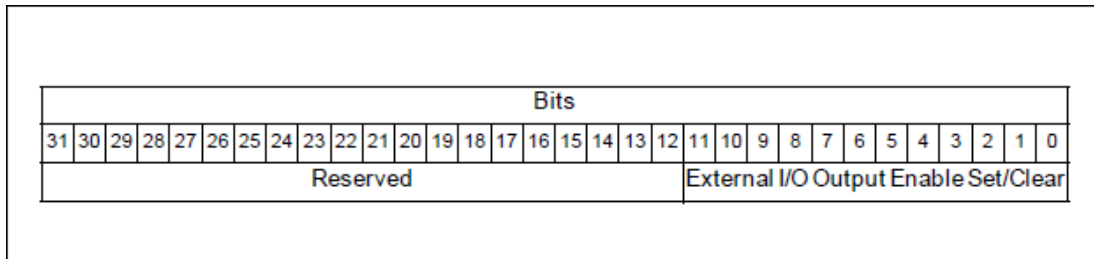 Bits
31 30 29 28 27 26 25 24 23 22 21 20 19 18 17 16 15 14 13 12 11 10 9 8 7 6 5 4 3 2 1 0
Reserved External I/O Output Enable Set/Clear